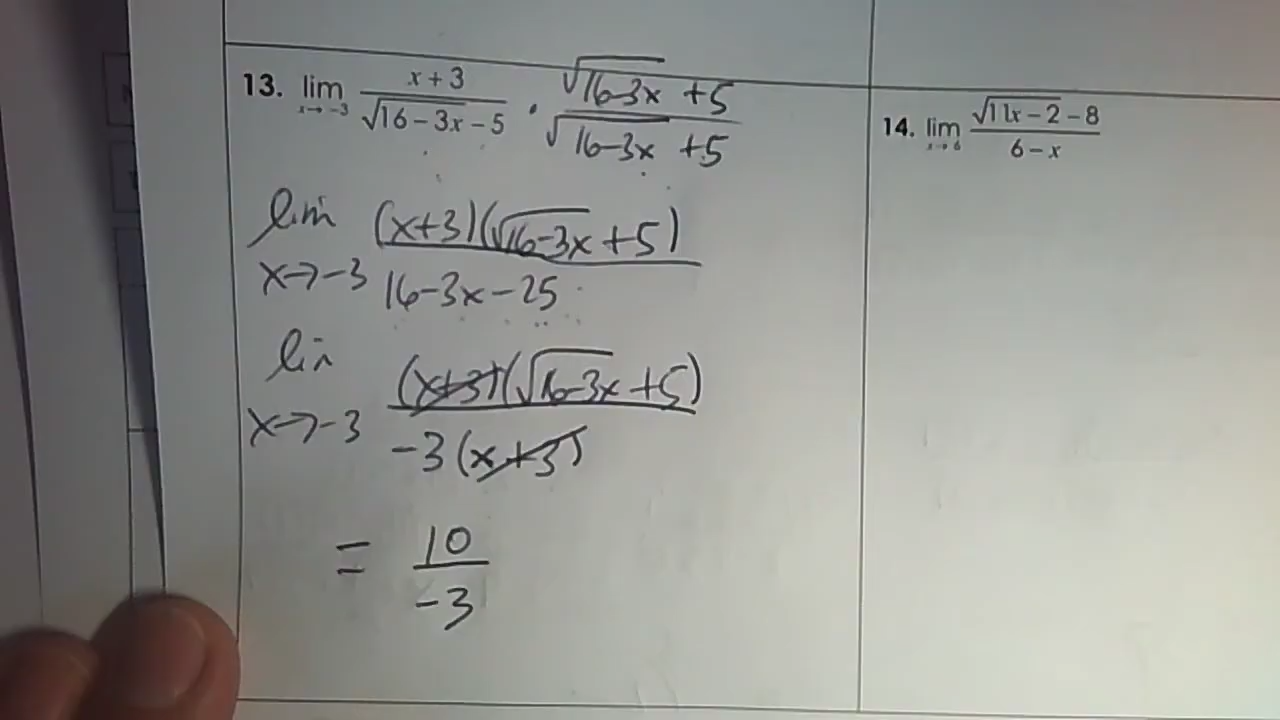 13. lim x→-3 (x + 3)/(√(16 − 3x) − 5) · (√(16-3x) + 5)/(√(16-3x) + 5)
lim x→-3 (x+3)(√(16-3x) + 5)/(16-3x-25)
lin x→-3 (x+3)(√(16-3x) + 5)/(-3(x+3))
= 10/-3
14. lim x→6 (√(11x − 2) − 8)/(6 − x)